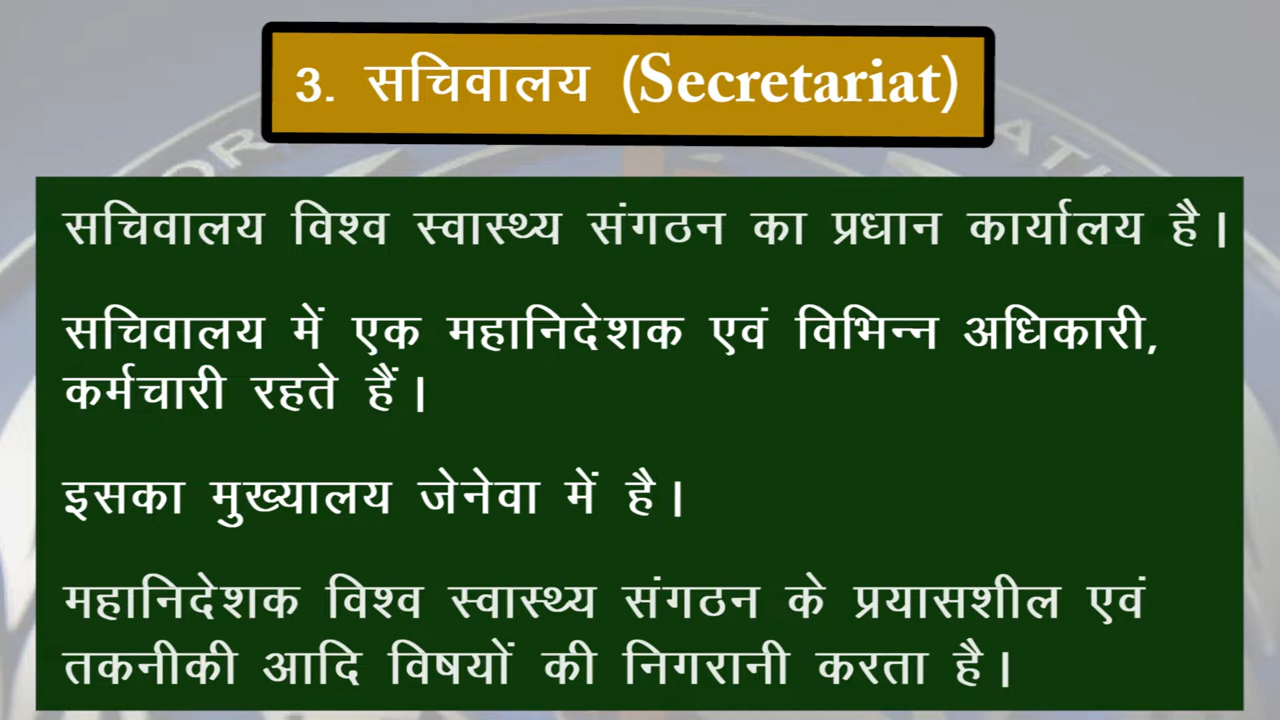 3. सचिवालय (Secretariat)
सचिवालय विश्व स्वास्थ्य संगठन का प्रधान कार्यालय है।
सचिवालय में एक महानिदेशक एवं विभिन्न अधिकारी,
कर्मचारी रहते हैं।
इसका मुख्यालय जेनेवा में है।
महानिदेशक विश्व स्वास्थ्य संगठन के प्रयासशील एवं
तकनीकी आदि विषयों की निगरानी करता है।